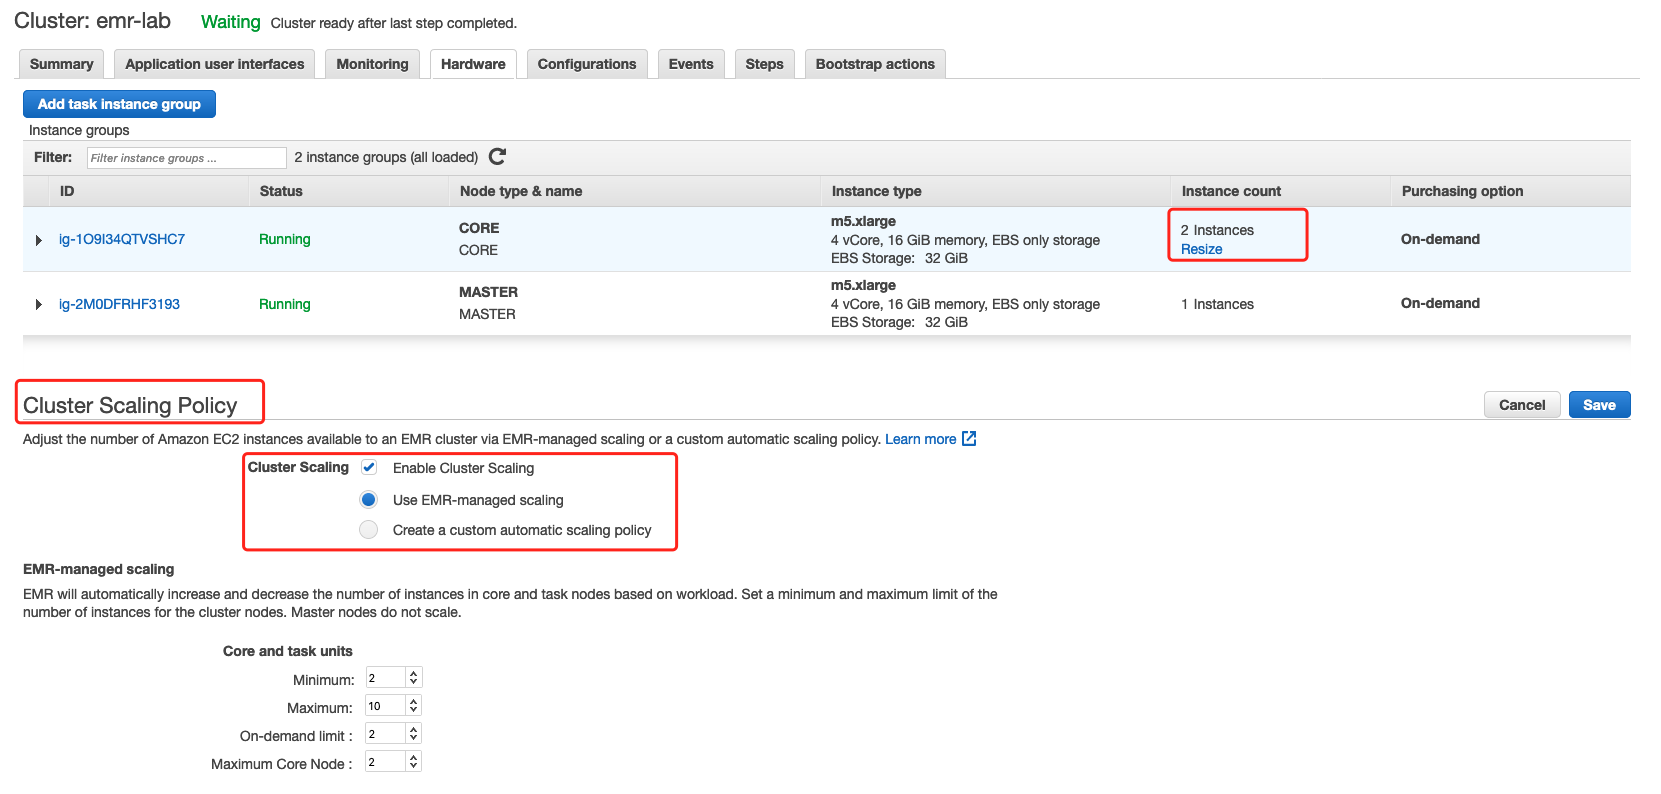 Cluster: emr-lab Waiting Cluster ready after last step completed.
Summary Application user interfaces Monitoring Hardware Configurations Events Steps Bootstrap actions
Add task instance group
Instance groups
Filter: Filter instance groups ... 2 instance groups (all loaded)
ID Status Node type & name Instance type Instance count Purchasing option
ig-1O9I34QTVSHC7 Running CORE CORE m5.xlarge 2 Instances On-demand
4 vCore, 16 GiB memory, EBS only storage Resize
EBS Storage: 32 GiB
ig-2M0DFRHF3193 Running MASTER MASTER m5.xlarge 1 Instances On-demand
4 vCore, 16 GiB memory, EBS only storage
EBS Storage: 32 GiB
Cluster Scaling Policy Cancel Save
Adjust the number of Amazon EC2 instances available to an EMR cluster via EMR-managed scaling or a custom automatic scaling policy. Learn more
Cluster Scaling Enable Cluster Scaling
Use EMR-managed scaling
Create a custom automatic scaling policy
EMR-managed scaling
EMR will automatically increase and decrease the number of instances in core and task nodes based on workload. Set a minimum and maximum limit of the
number of instances for the cluster nodes. Master nodes do not scale.
Core and task units
Minimum: 2
Maximum: 10
On-demand limit : 2
Maximum Core Node : 2